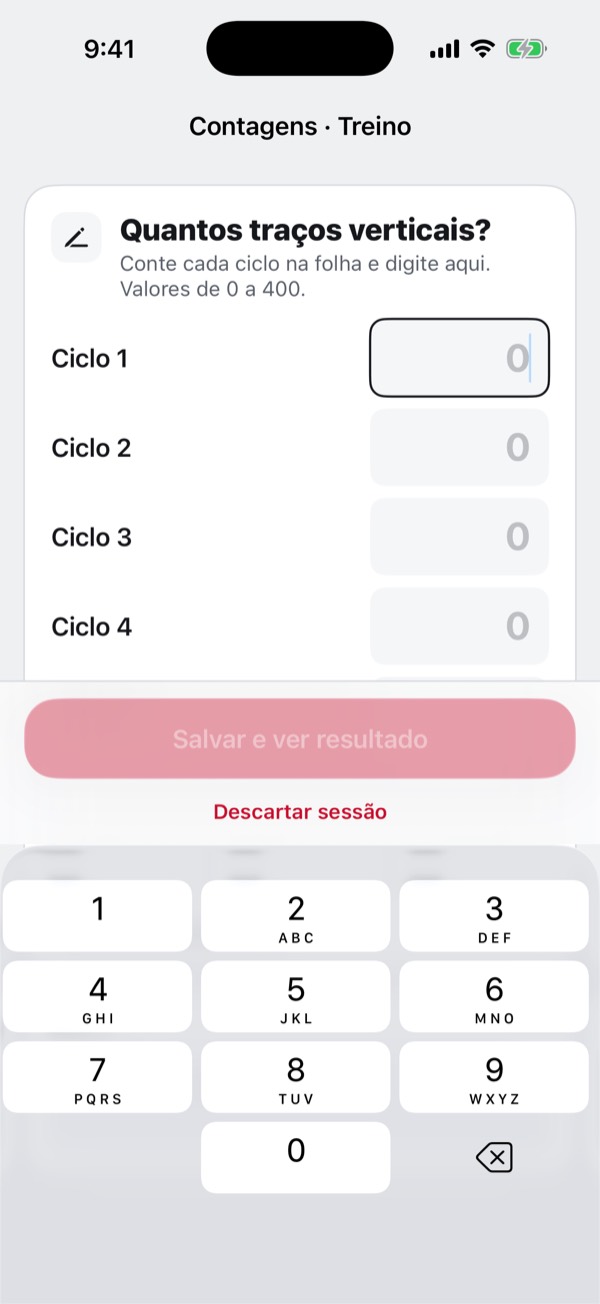 9:41
Contagens · Treino
Quantos traços verticais?
Conte cada ciclo na folha e digite aqui.
Valores de 0 a 400.
Ciclo 1
0
Ciclo 2
0
Ciclo 3
0
Ciclo 4
0
Salvar e ver resultado
Descartar sessão
1
2
ABC
3
DEF
4
GHI
5
JKL
6
MNO
7
PQRS
8
TUV
9
WXYZ
0